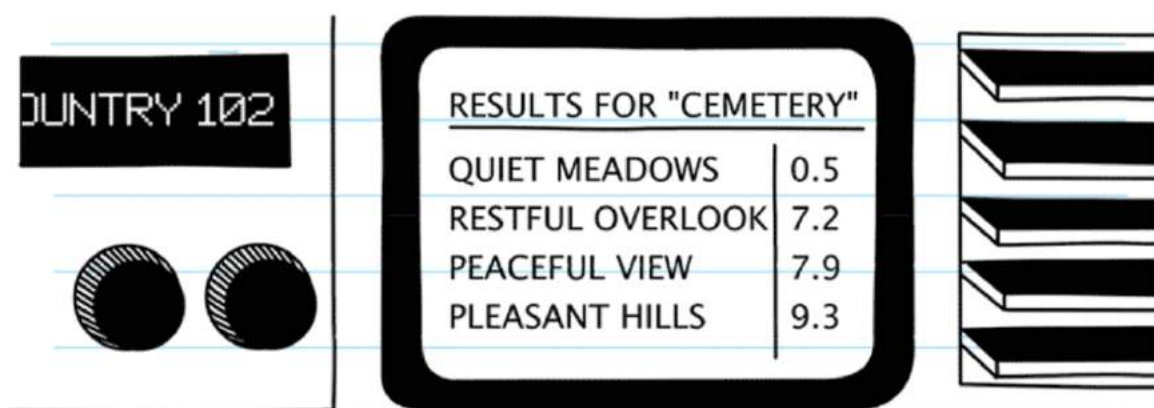 OUNTRY 102
RESULTS FOR "CEMETERY"
QUIET MEADOWS 0.5
RESTFUL OVERLOOK 7.2
PEACEFUL VIEW 7.9
PLEASANT HILLS 9.3